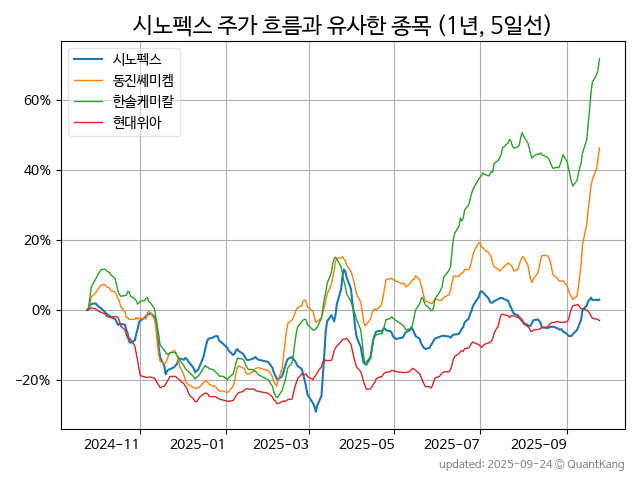 시노펙스 주가 흐름과 유사한 종목 (1년, 5일선)
시노펙스
동진쎄미켐
한솔케미칼
현대위아
60%
40%
20%
0%
−20%
2024−11
2025−01
2025−03
2025−05
2025−07
2025−09
updated: 2025−09−24 ⓒ QuantKang